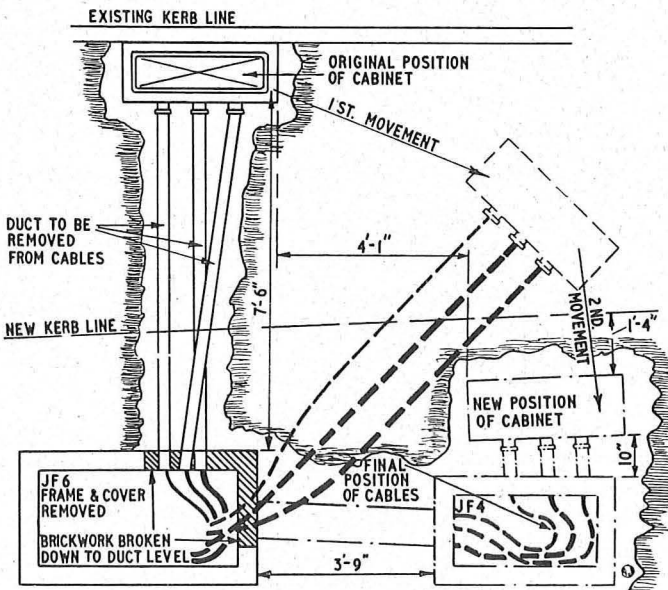 EXISTING KERB LINE
ORIGINAL POSITION
OF CABINET
1ST. MOVEMENT
DUCT TO BE
REMOVED
FROM CABLES
4'-1"
7'-6"
NEW KERB LINE
2 ND.
MOVEMENT
1'-4"
NEW POSITION
OF CABINET
10"
FINAL
POSITION
OF CABLES
JF6
FRAME & COVER
REMOVED
JF4
BRICKWORK BROKEN
DOWN TO DUCT LEVEL
3'-9"